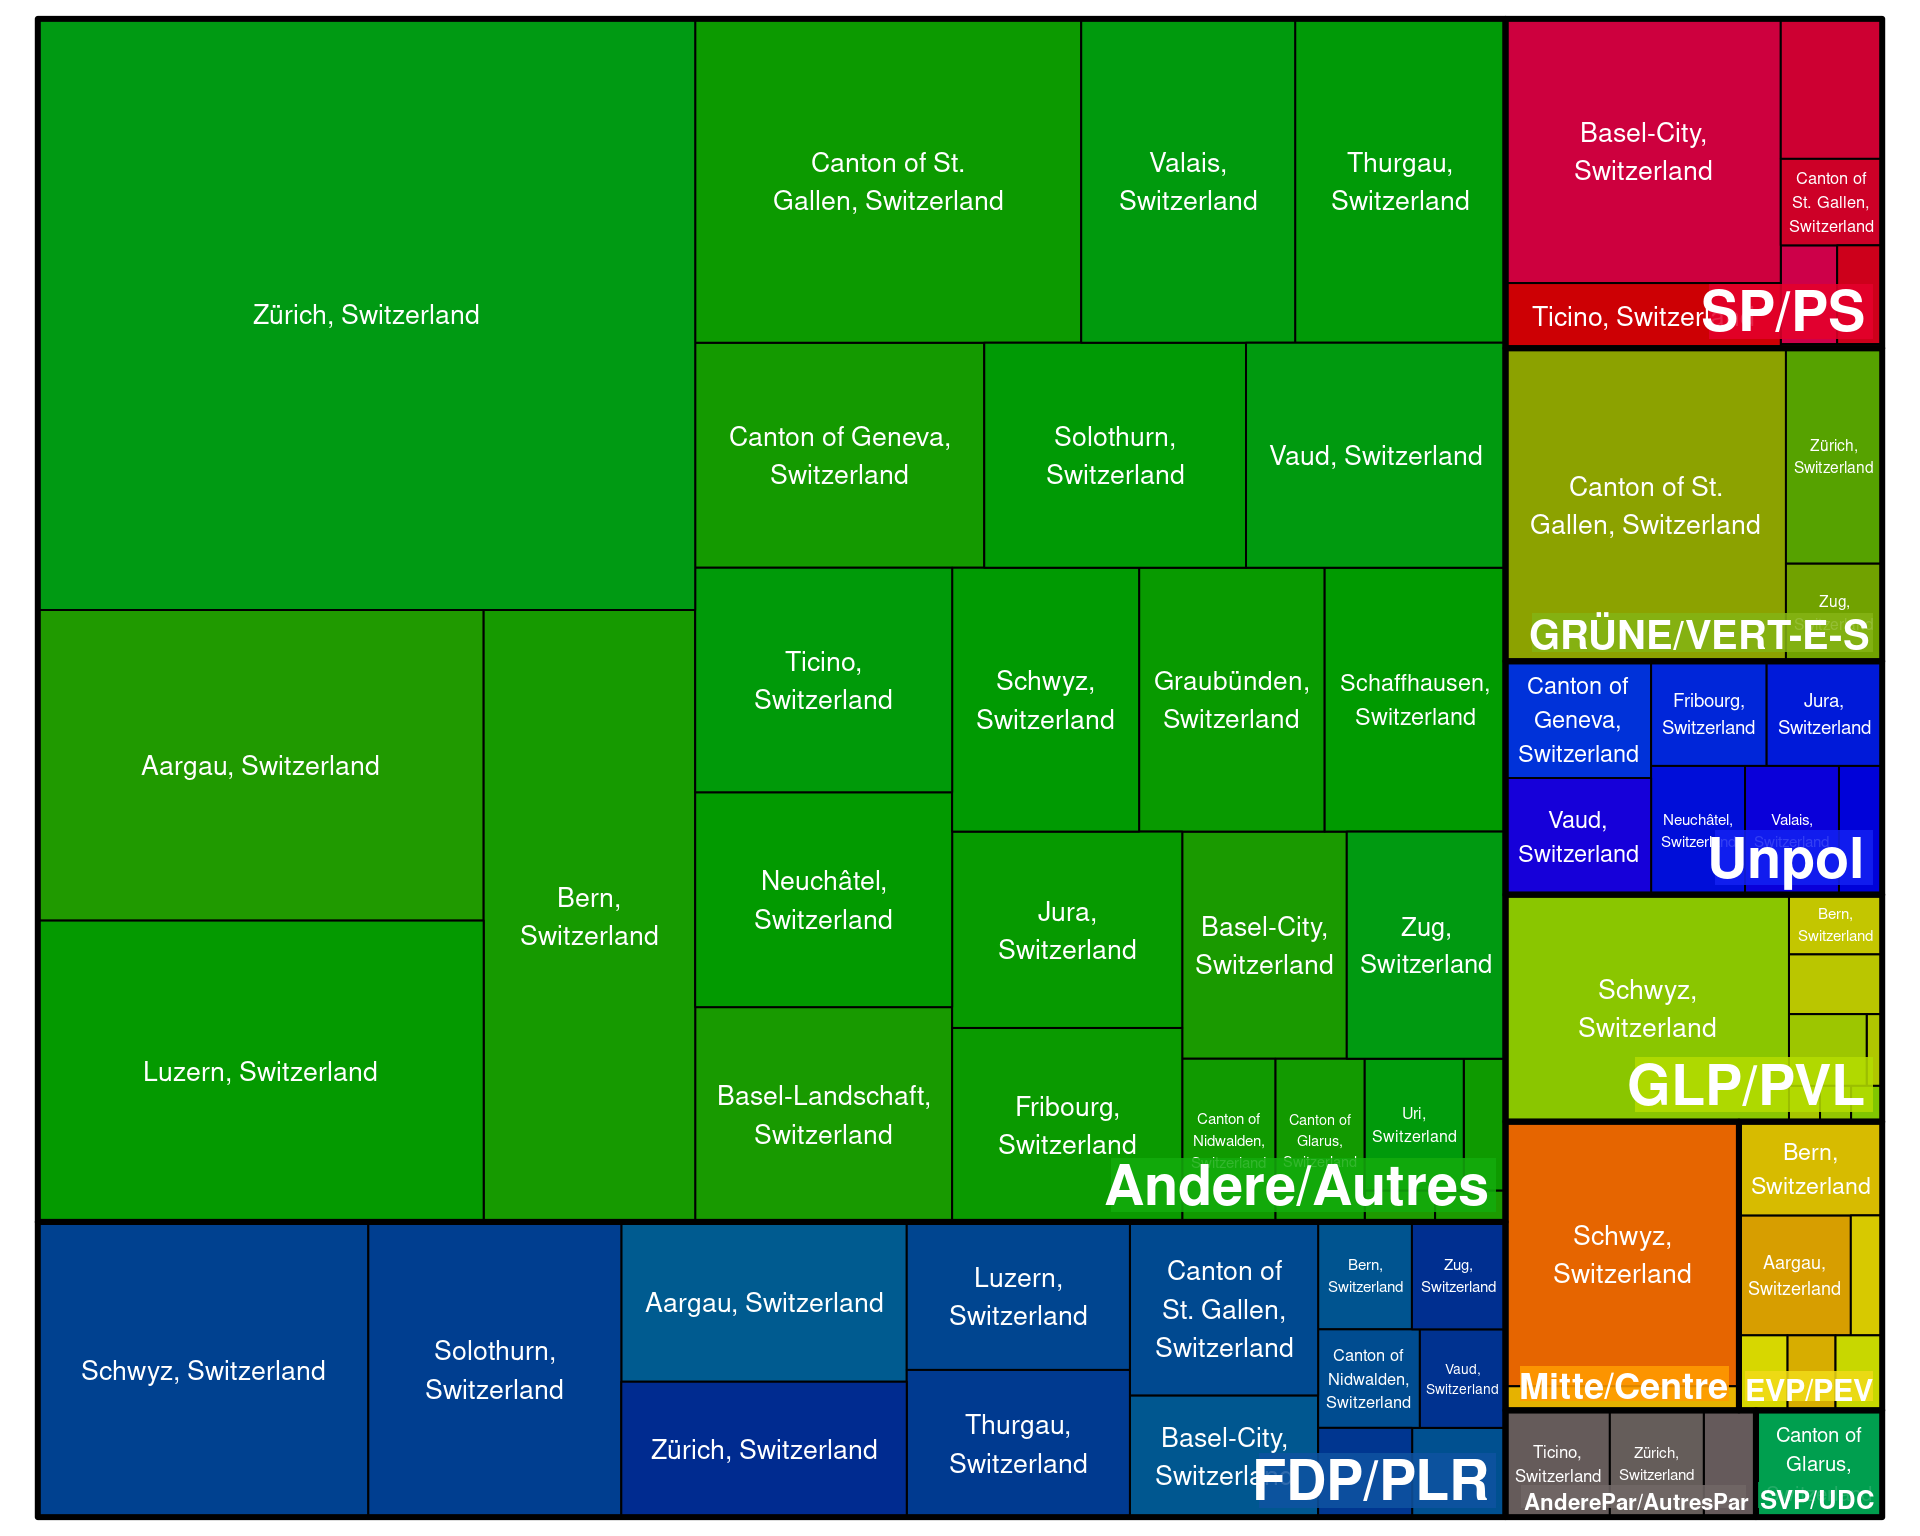 Zürich, Switzerland
Canton of St.
Gallen, Switzerland
Valais,
Switzerland
Thurgau,
Switzerland
Canton of Geneva,
Switzerland
Solothurn,
Switzerland
Vaud, Switzerland
Aargau, Switzerland
Bern,
Switzerland
Luzern, Switzerland
Ticino,
Switzerland
Schwyz,
Switzerland
Graubünden,
Switzerland
Schaffhausen,
Switzerland
Neuchâtel,
Switzerland
Jura,
Switzerland
Basel-City,
Switzerland
Zug,
Switzerland
Basel-Landschaft,
Switzerland
Fribourg,
Switzerland
Canton of
Nidwalden,
Switzerland
Canton of
Glarus,
Switzerland
Uri,
Switzerland
Andere/Autres
Schwyz, Switzerland
Solothurn,
Switzerland
Aargau, Switzerland
Zürich, Switzerland
Luzern,
Switzerland
Thurgau,
Switzerland
Canton of
St. Gallen,
Switzerland
Basel-City,
Switzerland
Bern,
Switzerland
Zug,
Switzerland
Canton of
Nidwalden,
Switzerland
Vaud,
Switzerland
FDP/PLR
Basel-City,
Switzerland
Canton of
St. Gallen,
Switzerland
Ticino, Switzerland
SP/PS
Canton of St.
Gallen, Switzerland
Zürich,
Switzerland
Zug,
GRÜNE/VERT-E-S
Canton of
Geneva,
Switzerland
Fribourg,
Switzerland
Jura,
Switzerland
Vaud,
Switzerland
Neuchâtel,
Switzerland
Valais,
Switzerland
Unpol
Schwyz,
Switzerland
Bern,
Switzerland
GLP/PVL
Schwyz,
Switzerland
Mitte/Centre
Bern,
Switzerland
Aargau,
Switzerland
EVP/PEV
Ticino,
Switzerland
Zürich,
Switzerland
AnderePar/AutresPar
Canton of
Glarus,
SVP/UDC